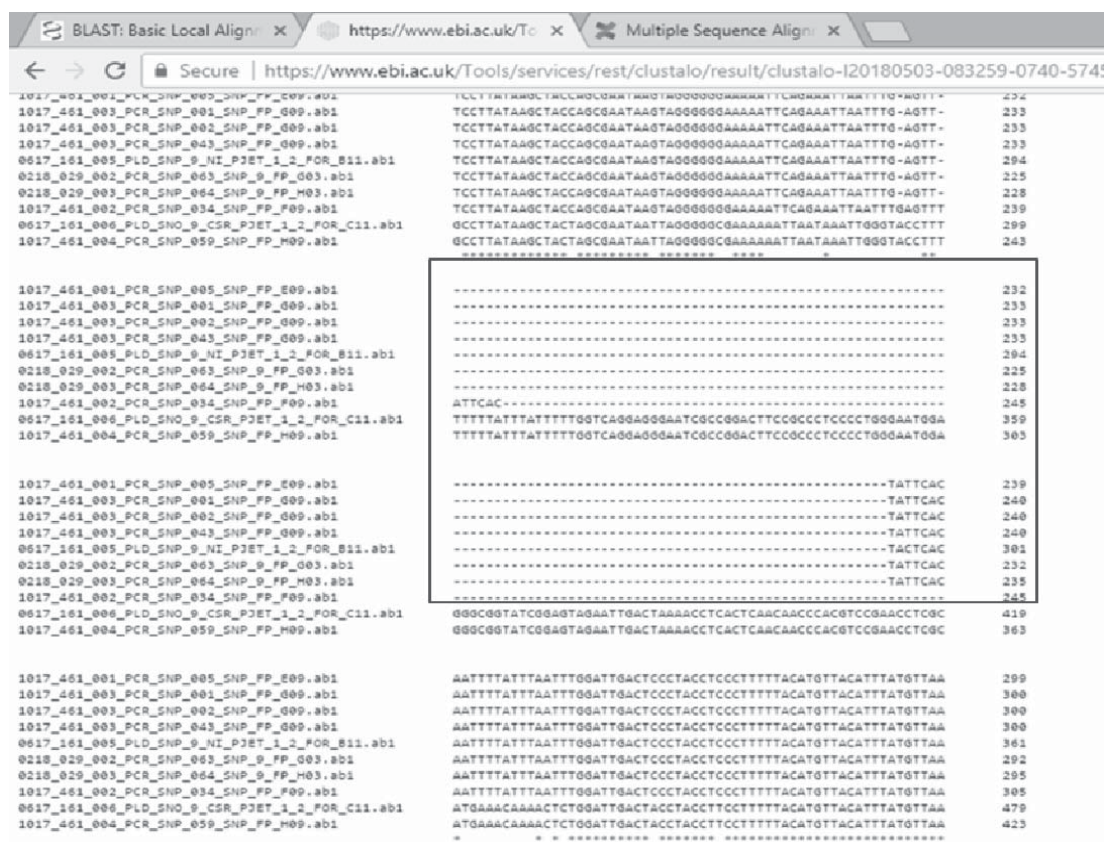 BLAST: Basic Local Alignm
https://www.ebi.ac.uk/To
Multiple Sequence Align
Secure | https://www.ebi.ac.uk/Tools/services/rest/clustalo/result/clustalo-I20180503-083259-0740-5745
1017_461_001_PCR_SNP_005_SNP_FP_E09.ab1 TCCTTATAAGCTACCAGCGAATAAGTAGGGGGGAAAAATTCAGAAATTAATTTG-AGTT- 232
1017_461_003_PCR_SNP_001_SNP_FP_G09.ab1 TCCTTATAAGCTACCAGCGAATAAGTAGGGGGGAAAAATTCAGAAATTAATTTG-AGTT- 233
1017_461_003_PCR_SNP_002_SNP_FP_G09.ab1 TCCTTATAAGCTACCAGCGAATAAGTAGGGGGGAAAAATTCAGAAATTAATTTG-AGTT- 233
1017_461_003_PCR_SNP_043_SNP_FP_G09.ab1 TCCTTATAAGCTACCAGCGAATAAGTAGGGGGGAAAAATTCAGAAATTAATTTG-AGTT- 233
0617_161_005_PLD_SNP_9_NI_PJET_1_2_FOR_B11.ab1 TCCTTATAAGCTACCAGCGAATAAGTAGGGGGGAAAAATTCAGAAATTAATTTG-AGTT- 294
0218_029_002_PCR_SNP_063_SNP_9_FP_G03.ab1 TCCTTATAAGCTACCAGCGAATAAGTAGGGGGGAAAAATTCAGAAATTAATTTG-AGTT- 225
0218_029_003_PCR_SNP_064_SNP_9_FP_H03.ab1 TCCTTATAAGCTACCAGCGAATAAGTAGGGGGGAAAAATTCAGAAATTAATTTG-AGTT- 228
1017_461_002_PCR_SNP_034_SNP_FP_F09.ab1 TCCTTATAAGCTACCAGCGAATAAGTAGGGGGGAAAAATTCAGAAATTAATTTGAGTTT 239
0617_161_006_PLD_SNO_9_CSR_PJET_1_2_FOR_C11.ab1 GCCTTATAAGCTACTAGCGAATAATTAGGGGGCGAAAAAATTAATAAATTGGGTACCTTT 299
1017_461_004_PCR_SNP_059_SNP_FP_H09.ab1 GCCTTATAAGCTACTAGCGAATAATTAGGGGGCGAAAAAATTAATAAATTGGGTACCTTT 243
1017_461_001_PCR_SNP_005_SNP_FP_E09.ab1 ------------------------------------------------------------ 232
1017_461_003_PCR_SNP_001_SNP_FP_G09.ab1 ------------------------------------------------------------ 233
1017_461_003_PCR_SNP_002_SNP_FP_G09.ab1 ------------------------------------------------------------ 233
1017_461_003_PCR_SNP_043_SNP_FP_G09.ab1 ------------------------------------------------------------ 233
0617_161_005_PLD_SNP_9_NI_PJET_1_2_FOR_B11.ab1 ------------------------------------------------------------ 294
0218_029_002_PCR_SNP_063_SNP_9_FP_G03.ab1 ------------------------------------------------------------ 225
0218_029_003_PCR_SNP_064_SNP_9_FP_H03.ab1 ------------------------------------------------------------ 228
1017_461_002_PCR_SNP_034_SNP_FP_F09.ab1 ATTCAC------------------------------------------------------ 245
0617_161_006_PLD_SNO_9_CSR_PJET_1_2_FOR_C11.ab1 TTTTTATTTATTTTTGGTCAGGAGGGAATCGCCGGACTTCCGCCCTCCCCTGGGAATGGA 359
1017_461_004_PCR_SNP_059_SNP_FP_H09.ab1 TTTTTATTTATTTTTGGTCAGGAGGGAATCGCCGGACTTCCGCCCTCCCCTGGGAATGGA 303
1017_461_001_PCR_SNP_005_SNP_FP_E09.ab1 -----------------------------------------------------TATTCAC 239
1017_461_003_PCR_SNP_001_SNP_FP_G09.ab1 -----------------------------------------------------TATTCAC 240
1017_461_003_PCR_SNP_002_SNP_FP_G09.ab1 -----------------------------------------------------TATTCAC 240
1017_461_003_PCR_SNP_043_SNP_FP_G09.ab1 -----------------------------------------------------TATTCAC 240
0617_161_005_PLD_SNP_9_NI_PJET_1_2_FOR_B11.ab1 -----------------------------------------------------TACTCAC 301
0218_029_002_PCR_SNP_063_SNP_9_FP_G03.ab1 -----------------------------------------------------TATTCAC 232
0218_029_003_PCR_SNP_064_SNP_9_FP_H03.ab1 -----------------------------------------------------TATTCAC 235
1017_461_002_PCR_SNP_034_SNP_FP_F09.ab1 ------------------------------------------------------------ 245
0617_161_006_PLD_SNO_9_CSR_PJET_1_2_FOR_C11.ab1 GGGCGGTATCGGAGTAGAATTGACTAAAACCTCACTCAACAACCCACGTCCGAACCTCGC 419
1017_461_004_PCR_SNP_059_SNP_FP_H09.ab1 GGGCGGTATCGGAGTAGAATTGACTAAAACCTCACTCAACAACCCACGTCCGAACCTCGC 363
1017_461_001_PCR_SNP_005_SNP_FP_E09.ab1 AATTTTATTTAATTTGGATTGACTCCCTACCTCCCTTTTTACATGTTACATTTATGTTAA 299
1017_461_003_PCR_SNP_001_SNP_FP_G09.ab1 AATTTTATTTAATTTGGATTGACTCCCTACCTCCCTTTTTACATGTTACATTTATGTTAA 300
1017_461_003_PCR_SNP_002_SNP_FP_G09.ab1 AATTTTATTTAATTTGGATTGACTCCCTACCTCCCTTTTTACATGTTACATTTATGTTAA 300
1017_461_003_PCR_SNP_043_SNP_FP_G09.ab1 AATTTTATTTAATTTGGATTGACTCCCTACCTCCCTTTTTACATGTTACATTTATGTTAA 300
0617_161_005_PLD_SNP_9_NI_PJET_1_2_FOR_B11.ab1 AATTTTATTTAATTTGGATTGACTCCCTACCTCCCTTTTTACATGTTACATTTATGTTAA 361
0218_029_002_PCR_SNP_063_SNP_9_FP_G03.ab1 AATTTTATTTAATTTGGATTGACTCCCTACCTCCCTTTTTACATGTTACATTTATGTTAA 292
0218_029_003_PCR_SNP_064_SNP_9_FP_H03.ab1 AATTTTATTTAATTTGGATTGACTCCCTACCTCCCTTTTTACATGTTACATTTATGTTAA 295
1017_461_002_PCR_SNP_034_SNP_FP_F09.ab1 AATTTTATTTAATTTGGATTGACTCCCTACCTCCCTTTTTACATGTTACATTTATGTTAA 305
0617_161_006_PLD_SNO_9_CSR_PJET_1_2_FOR_C11.ab1 ATGAAACAAAACTCTGGATTGACTACCTACCTTCCTTTTTACATGTTACATTTATGTTAA 479
1017_461_004_PCR_SNP_059_SNP_FP_H09.ab1 ATGAAACAAAACTCTGGATTGACTACCTACCTTCCTTTTTACATGTTACATTTATGTTAA 423